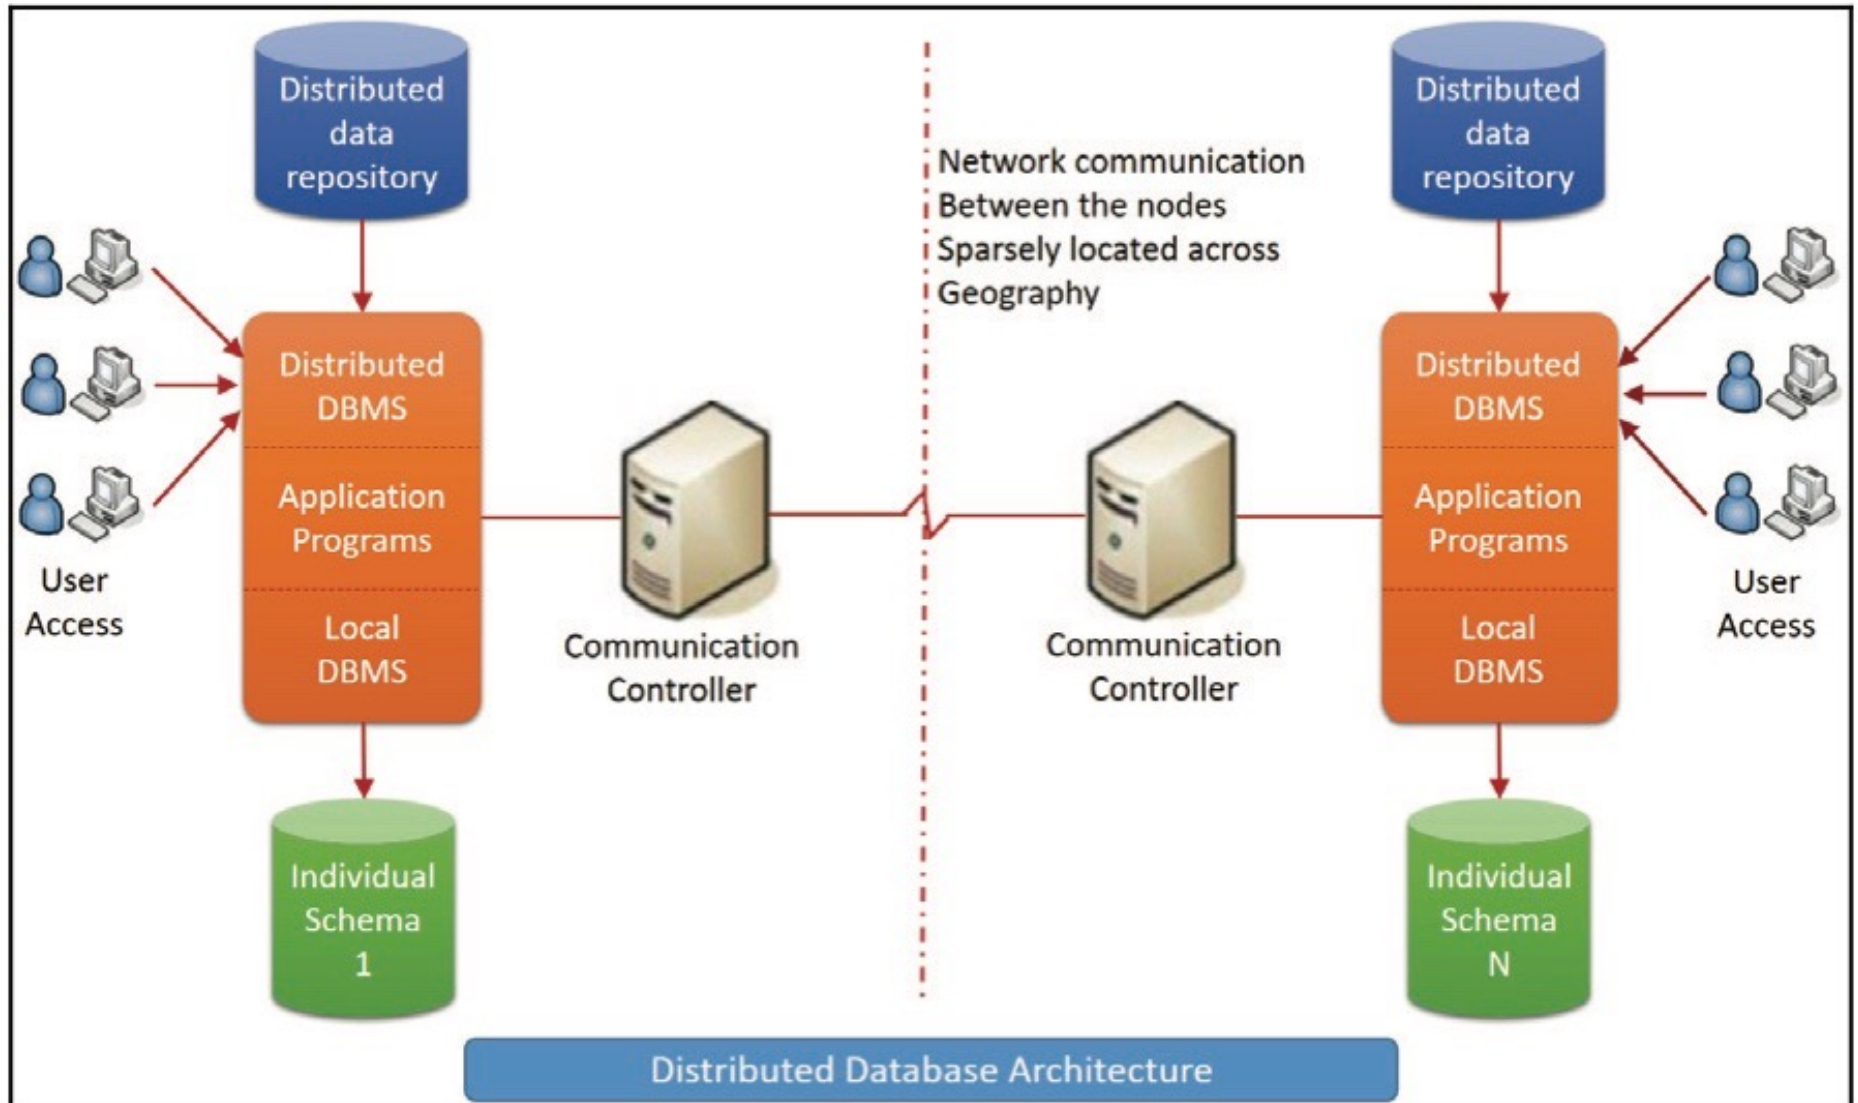 Distributed
data
repository
Distributed
data
repository
Network communication
Between the nodes
Sparsely located across
Geography
Distributed
DBMS
Application
Programs
Local
DBMS
User
Access
Communication
Controller
Communication
Controller
Distributed
DBMS
Application
Programs
Local
DBMS
User
Access
Individual
Schema
1
Individual
Schema
N
Distributed Database Architecture